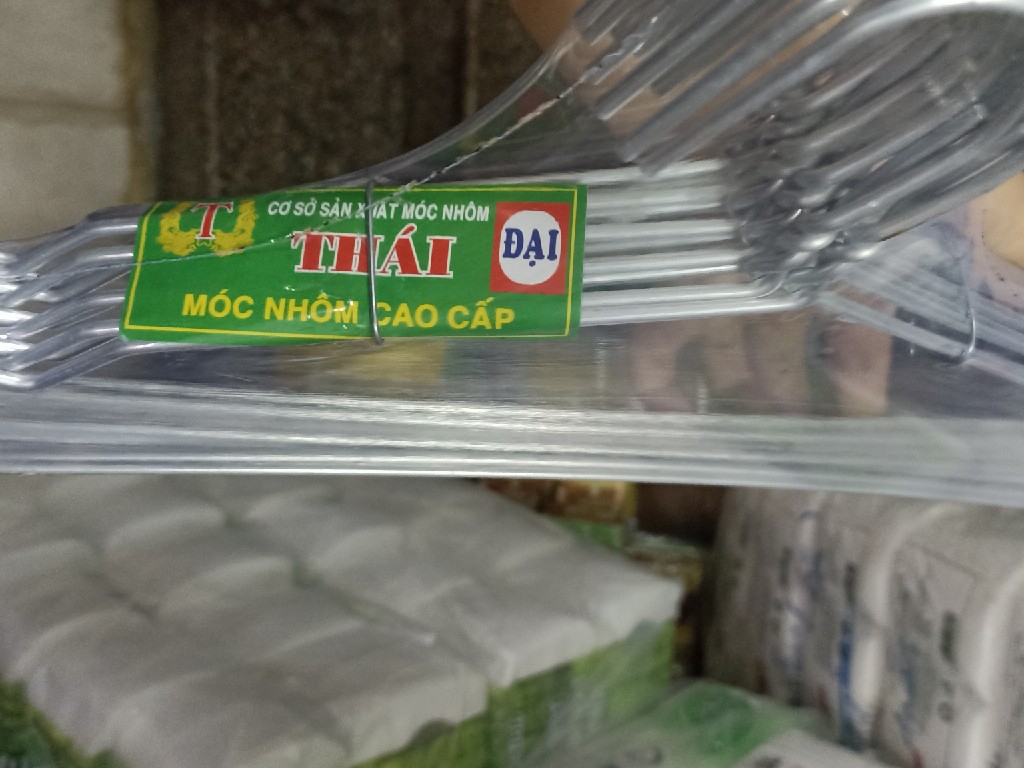 T
CƠ SỞ SẢN XUẤT MÓC NHÔM
THÁI
ĐẠI
MÓC NHÔM CAO CẤP